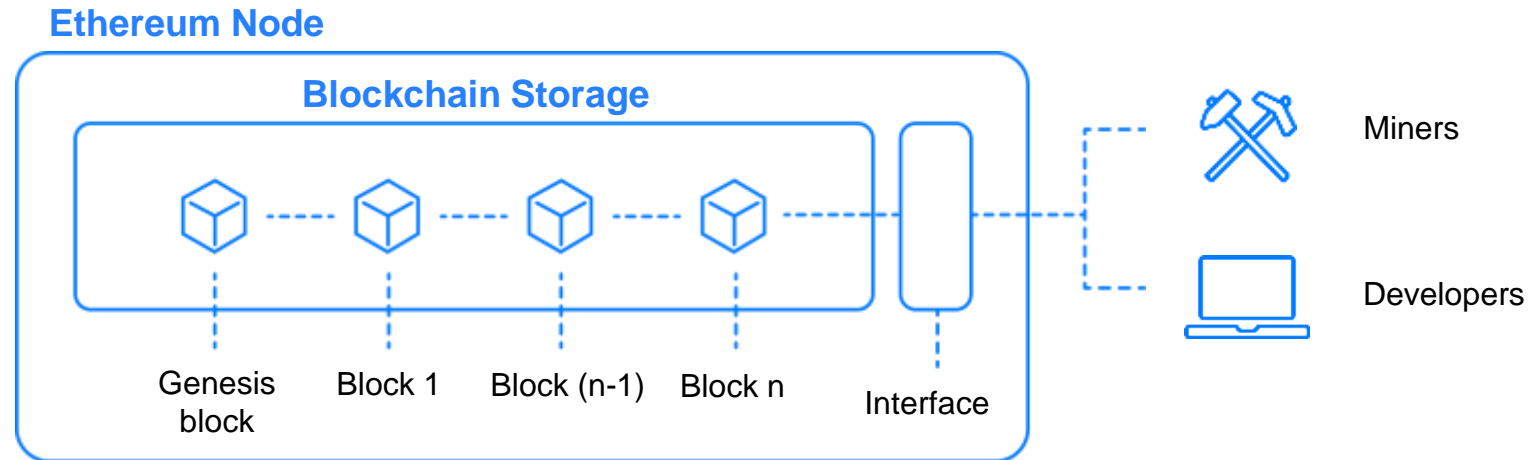 Ethereum Node
Blockchain Storage
Miners
Developers
Genesis
block
Block 1
Block (n-1)
Block n
Interface